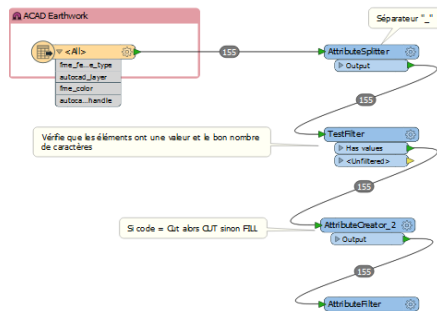 ACAD Earthwork
Séparateur "_"
<All>
155
AttributeSplitter
Output
fme_fe...e_type
autocad_layer
fme_color
autoca...handle
155
Vérifie que les éléments ont une valeur et le bon nombre
de caractères
TestFilter
Has values
<Unfiltered>
155
Si code = Cut alors CUT sinon FILL
AttributeCreator_2
Output
155
AttributeFilter